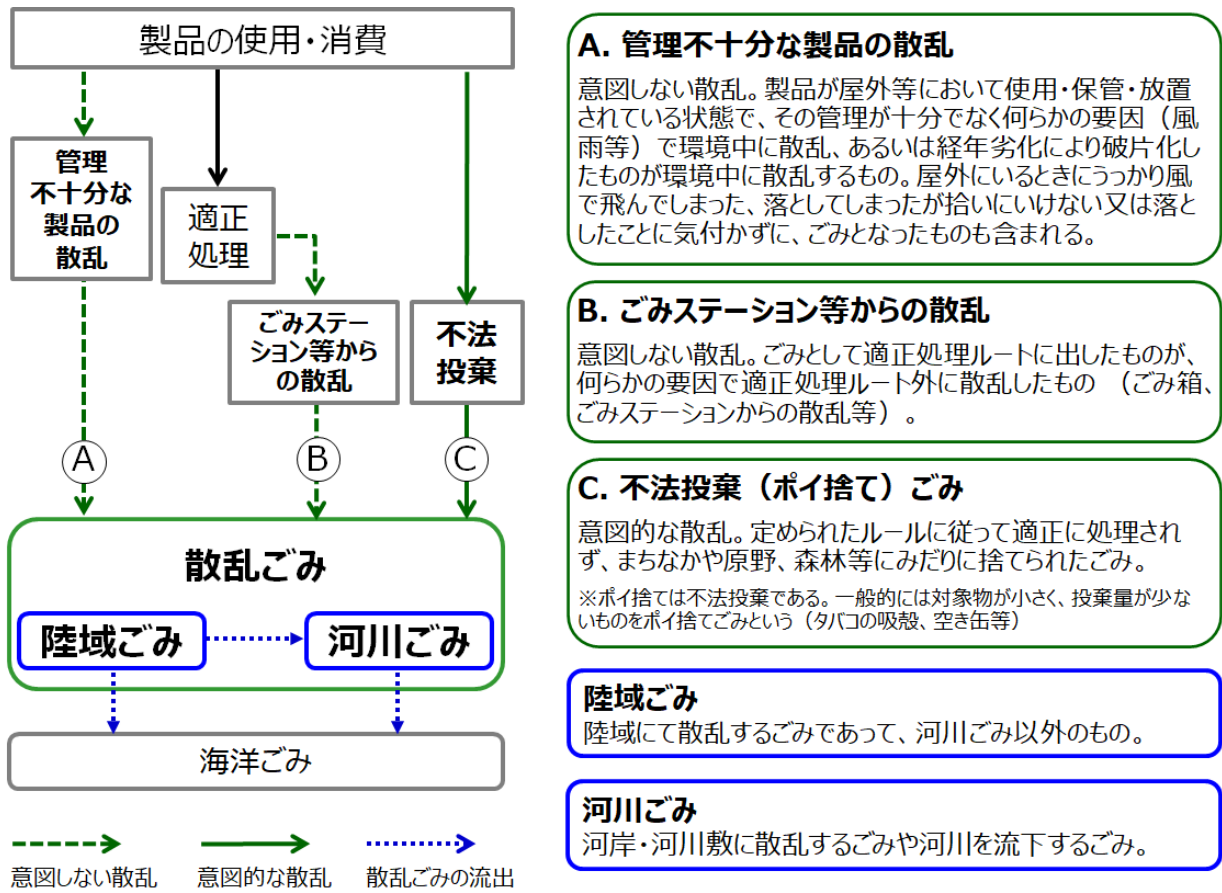 製品の使用・消費
管理
不十分な
製品の
散乱
適正
処理
ごみステー
ション等から
の散乱
不法
投棄
A
B
C
散乱ごみ
陸域ごみ
河川ごみ
海洋ごみ
意図しない散乱
意図的な散乱
散乱ごみの流出
A. 管理不十分な製品の散乱
意図しない散乱。製品が屋外等において使用・保管・放置
されている状態で、その管理が十分でなく何らかの要因（風
雨等）で環境中に散乱、あるいは経年劣化により破片化し
たものが環境中に散乱するもの。屋外にいるときにうっかり風
で飛んでしまった、落としてしまったが拾いにいけない又は落と
したことに気付かずに、ごみとなったものも含まれる。
B. ごみステーション等からの散乱
意図しない散乱。ごみとして適正処理ルートに出したものが、
何らかの要因で適正処理ルート外に散乱したもの （ごみ箱、
ごみステーションからの散乱等）。
C. 不法投棄（ポイ捨て）ごみ
意図的な散乱。定められたルールに従って適正に処理され
ず、まちなかや原野、森林等にみだりに捨てられたごみ。
※ポイ捨ては不法投棄である。一般的には対象物が小さく、投棄量が少な
いものをポイ捨てごみという（タバコの吸殻、空き缶等）
陸域ごみ
陸域にて散乱するごみであって、河川ごみ以外のもの。
河川ごみ
河岸・河川敷に散乱するごみや河川を流下するごみ。